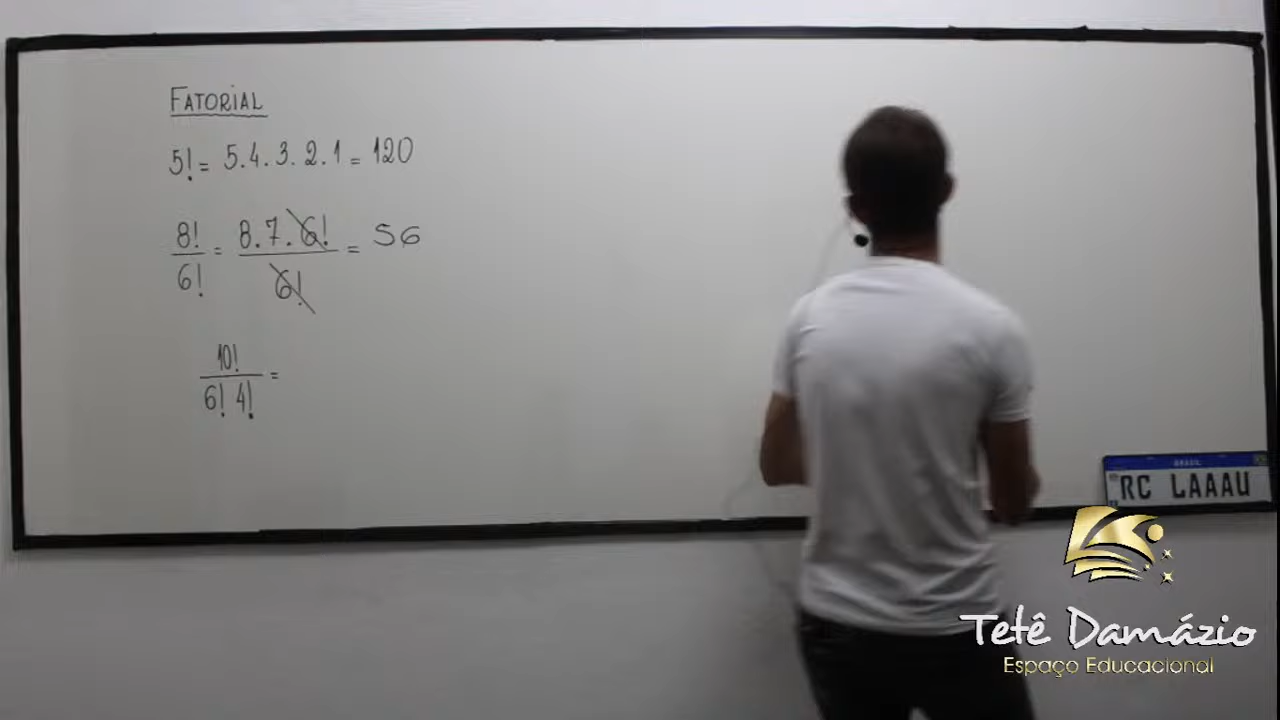 FATORIAL
5! = 5.4.3.2.1 = 120
8!/6! = 8.7.6!/6! = 56
10!/6! 4! =
BRASIL
RC LAAAU
Tetê Damázio
Espaço Educacional